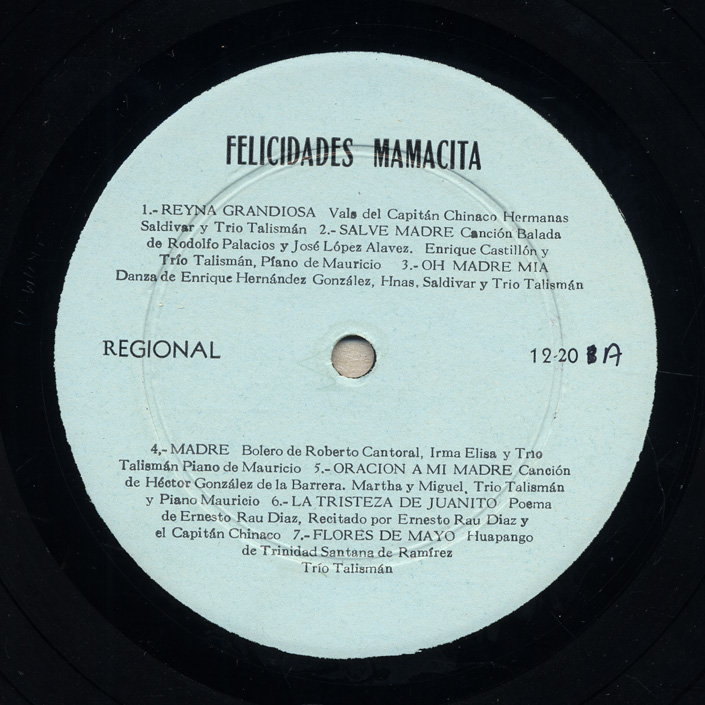 FELICIDADES MAMACITA
1.- REYNA GRANDIOSA Vals del Capitán Chinaco Hermanas
Saldivar y Trio Talismán 2.- SALVE MADRE Canción Balada
de Rodolfo Palacios y José López Alavez. Enrique Castillón y
Trío Talismán, Piano de Mauricio 3.- OH MADRE MIA
Danza de Enrique Hernández González, Hnas, Saldivar y Trio Talismán
REGIONAL
12-20 A
4,- MADRE Bolero de Roberto Cantoral, Irma Elisa y Trio
Talismán Piano de Mauricio 5.- ORACION A MI MADRE Canción
de Héctor González de la Barrera. Martha y Miguel, Trio Talismán
y Piano Mauricio 6.- LA TRISTEZA DE JUANITO Poema
de Ernesto Rau Diaz, Recitado por Ernesto Rau Diaz y
el Capitán Chinaco 7.- FLORES DE MAYO Huapango
de Trinidad Santana de Ramírez
Trío Talismán